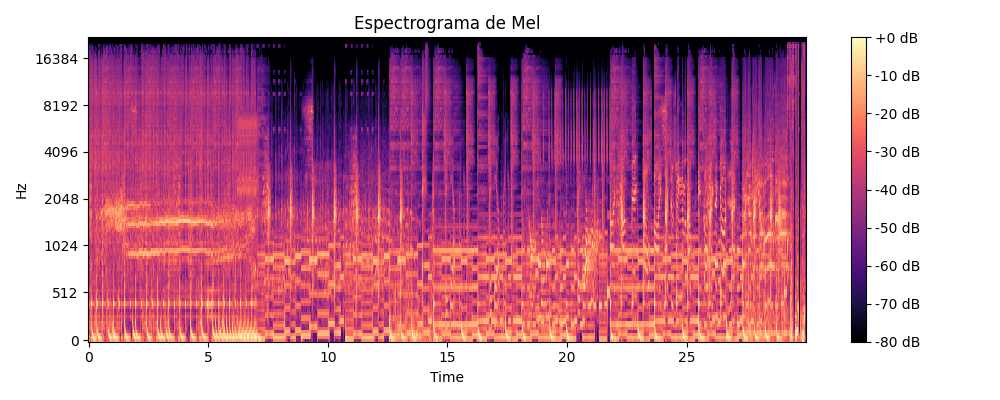 Espectrograma de Mel
Hz
16384
8192
4096
2048
1024
512
0
0 5 10 15 20 25
Time
+0 dB
-10 dB
-20 dB
-30 dB
-40 dB
-50 dB
-60 dB
-70 dB
-80 dB